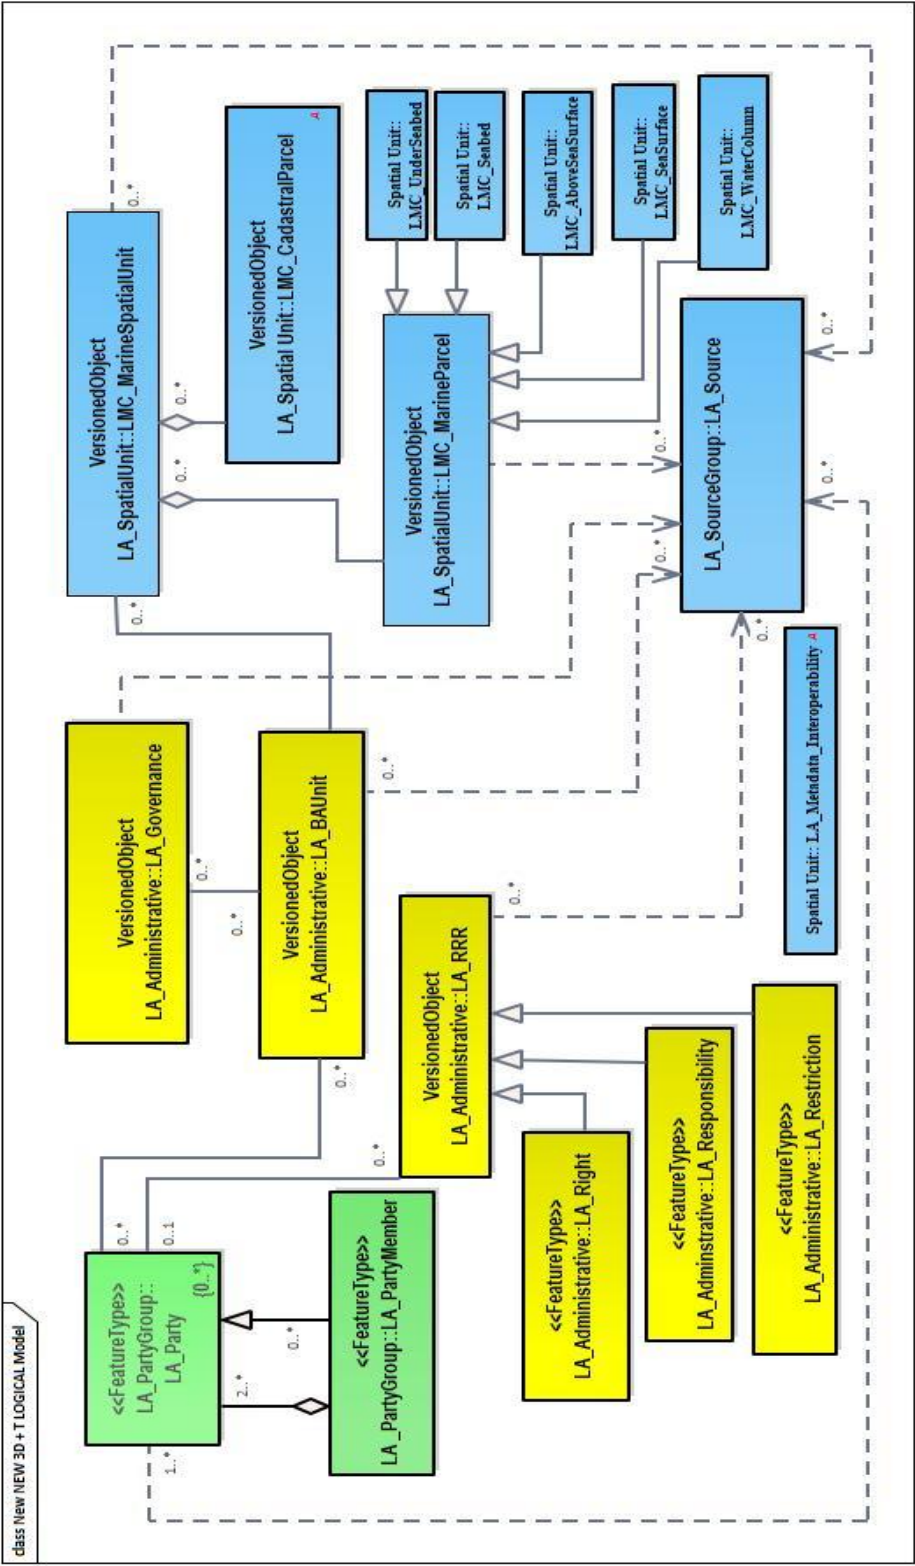 class New NEW 3D + T LOGICAL Model
<<FeatureType>>
LA_PartyGroup::
LA_Party
{0..*}
0..*
0..1
1..*
2..*
0..*
<<FeatureType>>
LA_PartyGroup::LA_PartyMember
VersionedObject
LA_Administrative::LA_Governance
0..*
0..*
VersionedObject
LA_Administrative::LA_BAUnit
0..*
0..*
0..*
VersionedObject
LA_Administrative::LA_RRR
0..*
<<FeatureType>>
LA_Administrative::LA_Right
<<FeatureType>>
LA_Adminstrative::LA_Responsibility
<<FeatureType>>
LA_Administrative::LA_Restriction
VersionedObject
LA_SpatialUnit::LMC_MarineSpatialUnit
0..*
0..*
0..*
0..*
VersionedObject
LA_Spatial Unit::LMC_CadastralParcel
A
VersionedObject
LA_SpatialUnit::LMC_MarineParcel
Spatial Unit::
LMC_UnderSeabed
Spatial Unit::
LMC_Seabed
Spatial Unit::
LMC_AboveSeaSurface
Spatial Unit::
LMC_SeaSurface
Spatial Unit::
LMC_WaterColumn
0..*
0..*
LA_SourceGroup::LA_Source
0..*
0..*
0..*
Spatial Unit:: LA_Metadata_Interoperability
A